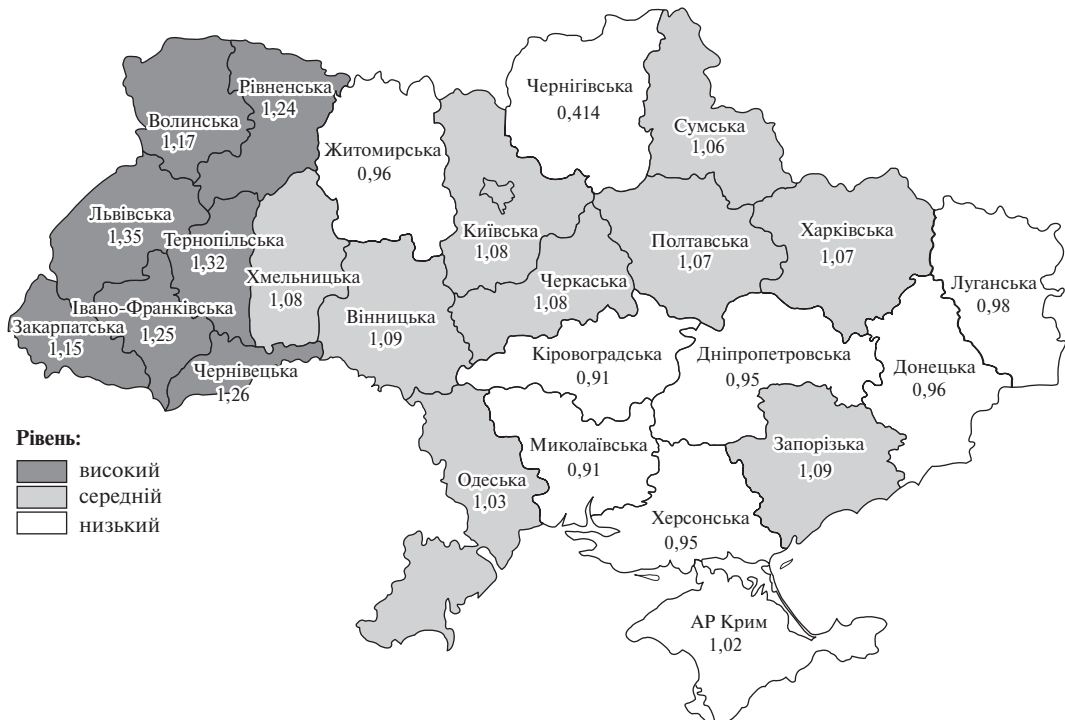 Чернігівська
0,414
Рівненська
1,24
Волинська
1,17
Сумська
1,06
Житомирська
0,96
Львівська
1,35
Тернопільська
1,32
Київська
1,08
Полтавська
1,07
Харківська
1,07
Хмельницька
1,08
Черкаська
1,08
Луганська
0,98
Івано-Франківська
1,25
Закарпатська
1,15
Вінницька
1,09
Кіровоградська
0,91
Дніпропетровська
0,95
Донецька
0,96
Чернівецька
1,26
Рівень:
високий
середній
низький
Миколаївська
0,91
Запорізька
1,09
Одеська
1,03
Херсонська
0,95
АР Крим
1,02